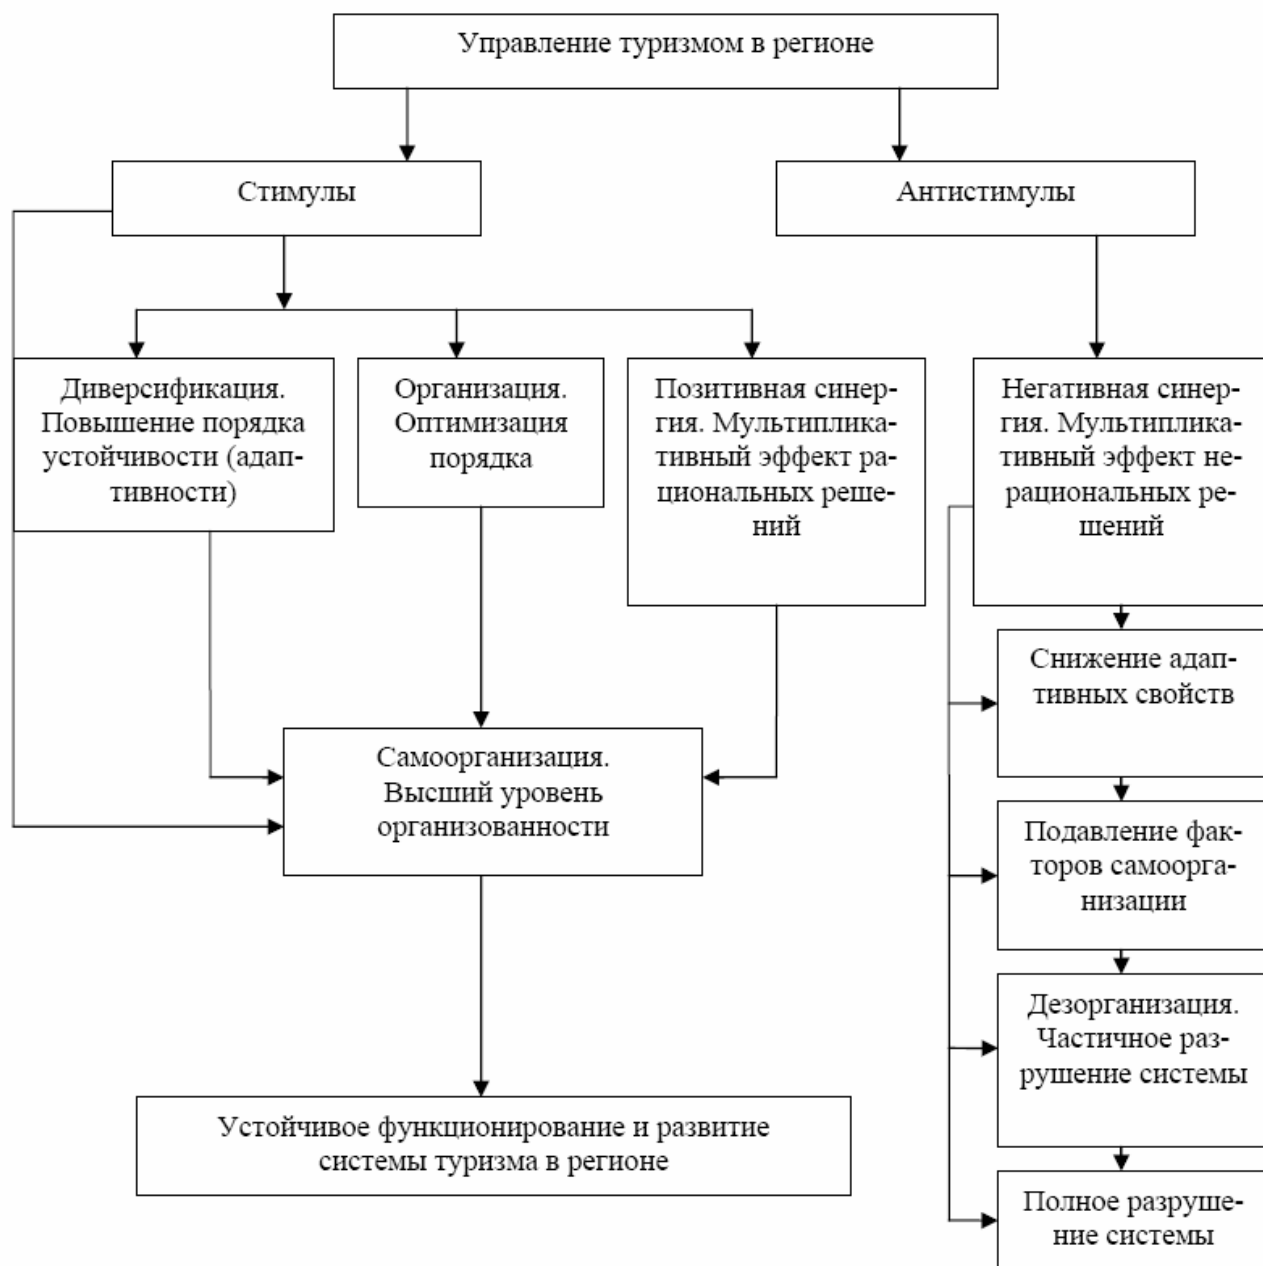 Управление туризмом в регионе
Стимулы
Антистимулы
Диверсификация.
Повышение порядка
устойчивости (адап-
тивности)
Организация.
Оптимизация
порядка
Позитивная синер-
гия. Мультиплика-
тивный эффект ра-
циональных реше-
ний
Негативная синер-
гия. Мультиплика-
тивный эффект не-
рациональных ре-
шений
Снижение адап-
тивных свойств
Самоорганизация.
Высший уровень
организованности
Подавление фак-
торов самоорга-
низации
Дезорганизация.
Частичное раз-
рушение системы
Устойчивое функционирование и развитие
системы туризма в регионе
Полное разруше-
ние системы